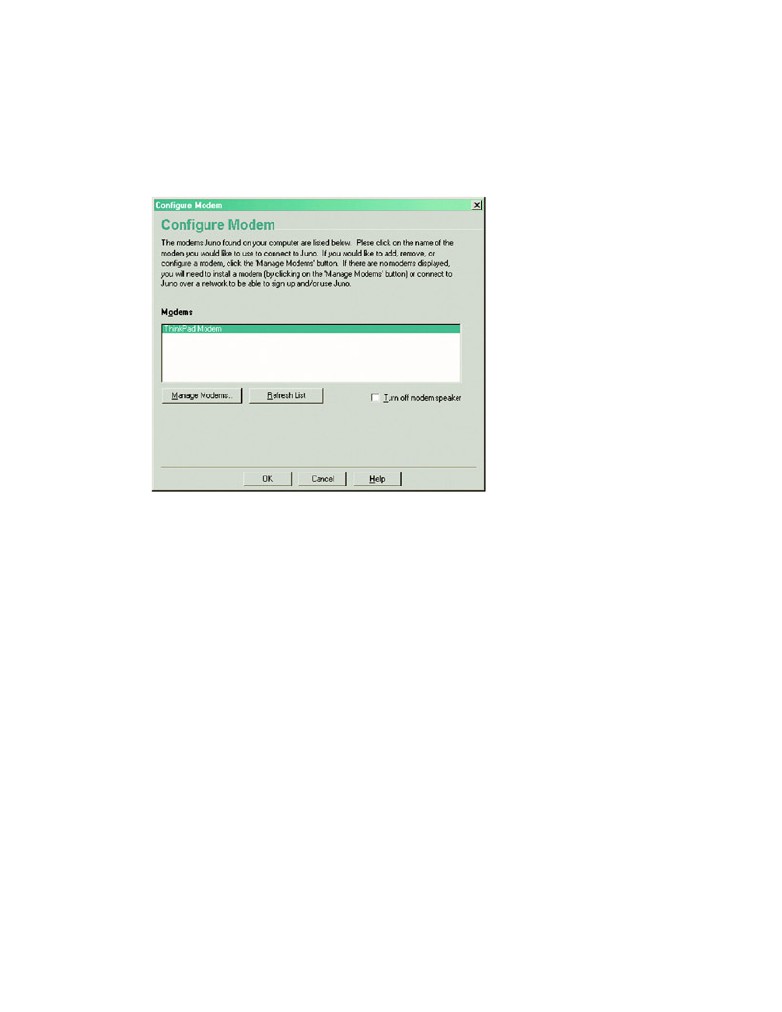 Configure Modem
Configure Modem
The modems Juno found on your computer are listed below. Plese click on the name of the
modem you would like to use to connect to Juno. If you would like to add, remove, or
configure a modem, click the 'Manage Modems' button. If there are no modems displayed,
you will need to install a modem (by clicking on the 'Manage Modems' button) or connect to
Juno over a network to be able to sign up and/or use Juno.
Modems
ThinkPad Modem
Manage Modems... Refresh List Turn off modem speaker
OK Cancel Help